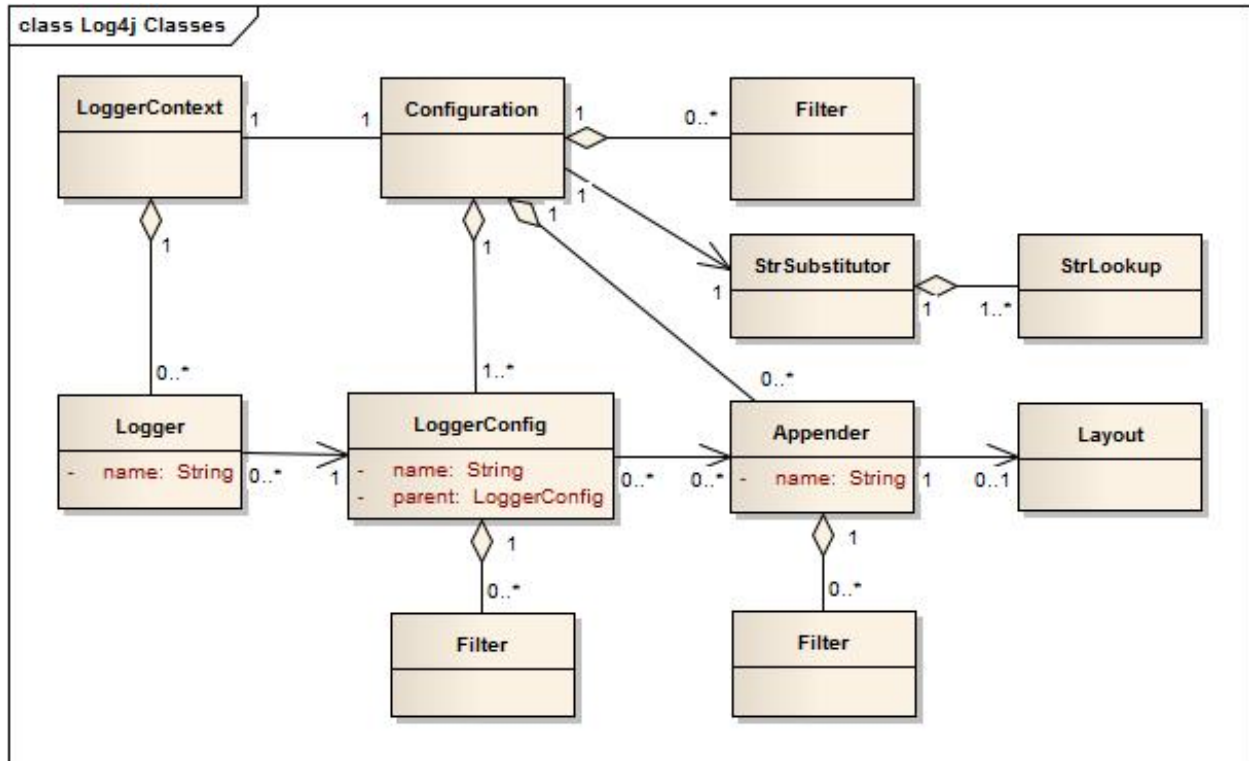 class Log4j Classes
LoggerContext
1
1
Configuration
1
0..*
Filter
1
1
1
1
1
StrSubstitutor
1
1..*
StrLookup
0..*
1..*
0..*
Logger
- name: String
0..*
1
LoggerConfig
- name: String
- parent: LoggerConfig
0..*
0..*
Appender
- name: String
1
0..1
Layout
1
0..*
Filter
1
0..*
Filter